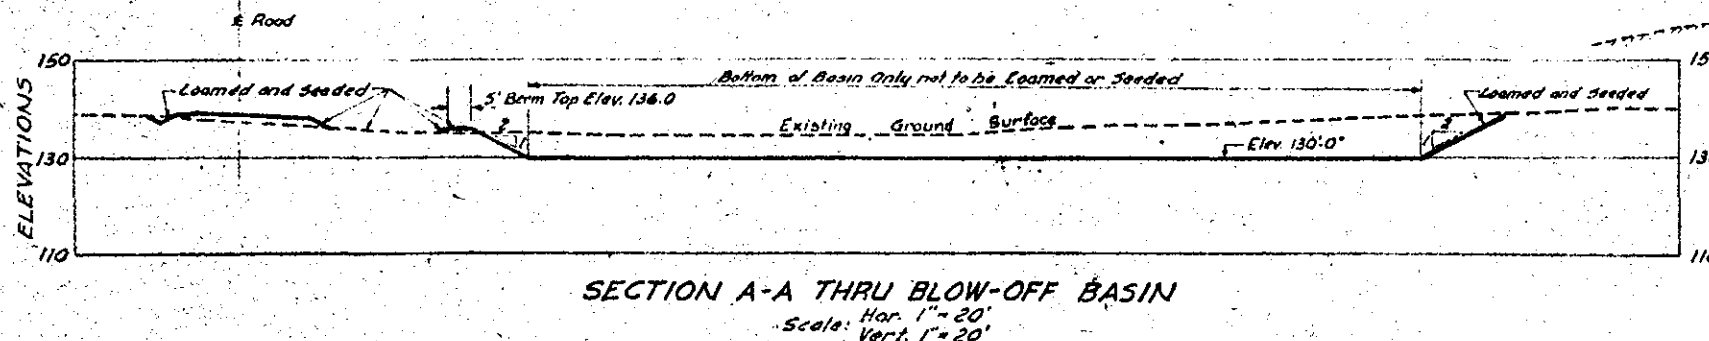 ℄ Road
150
Bottom of Basin Only not to be Loamed or Seeded
Loamed and Seeded
5' Berm Top Elev. 136.0
Loamed and Seeded
2
Existing Ground Surface
Elev. 130'-0"
1
1
130
ELEVATIONS
110
SECTION A-A THRU BLOW-OFF BASIN
Scale: Hor. 1"=20'
Vert. 1"=20'